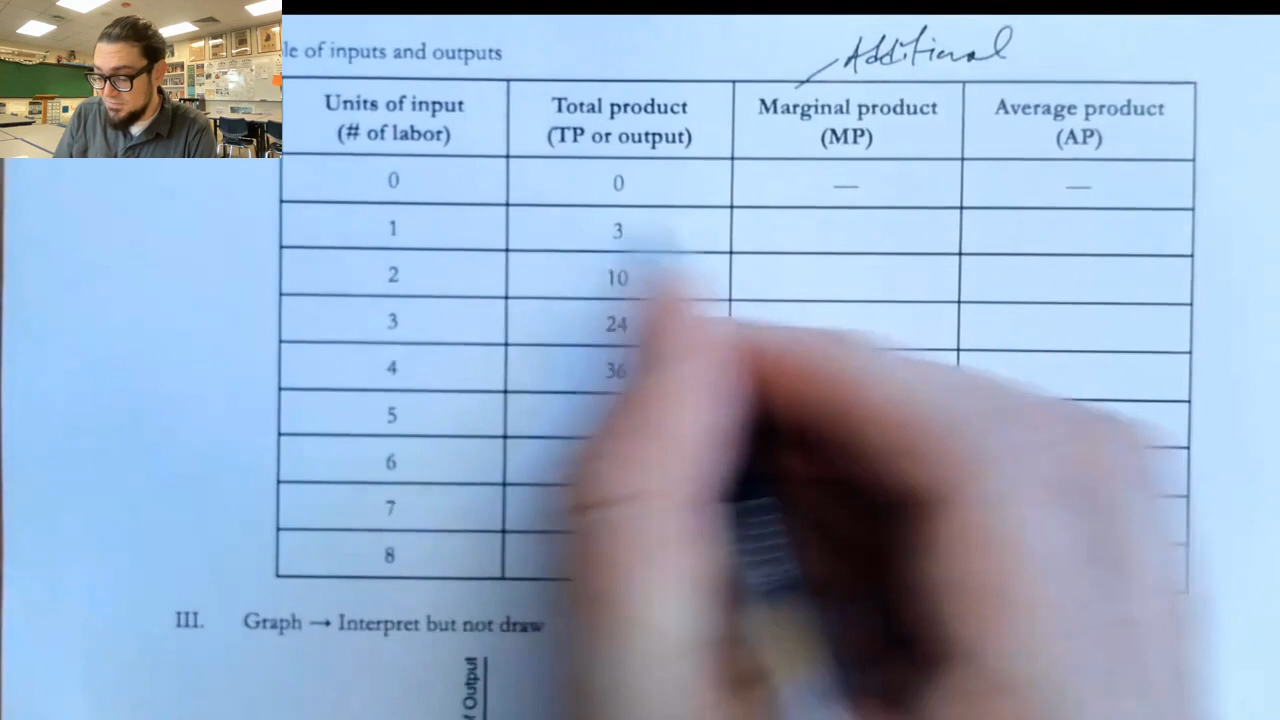 Additional
le of inputs and outputs
Units of input (# of labor) Total product (TP or output) Marginal product (MP) Average product (AP)
0 0 — —
1 3
2 10
3 24
4 36
5
6
7
8
III. Graph → Interpret but not draw
Output